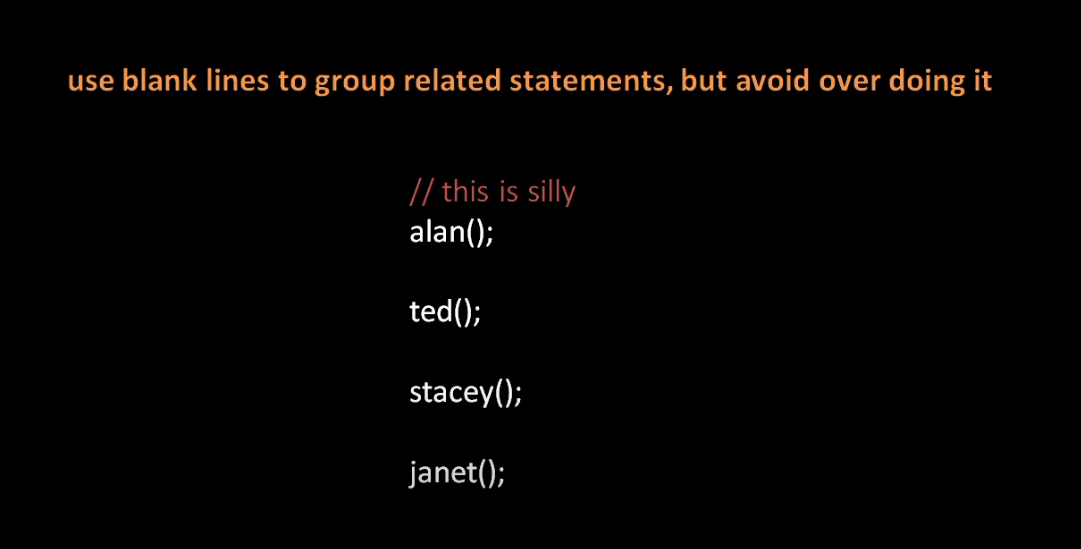 use blank lines to group related statements, but avoid over doing it
// this is silly
alan();
ted();
stacey();
janet();